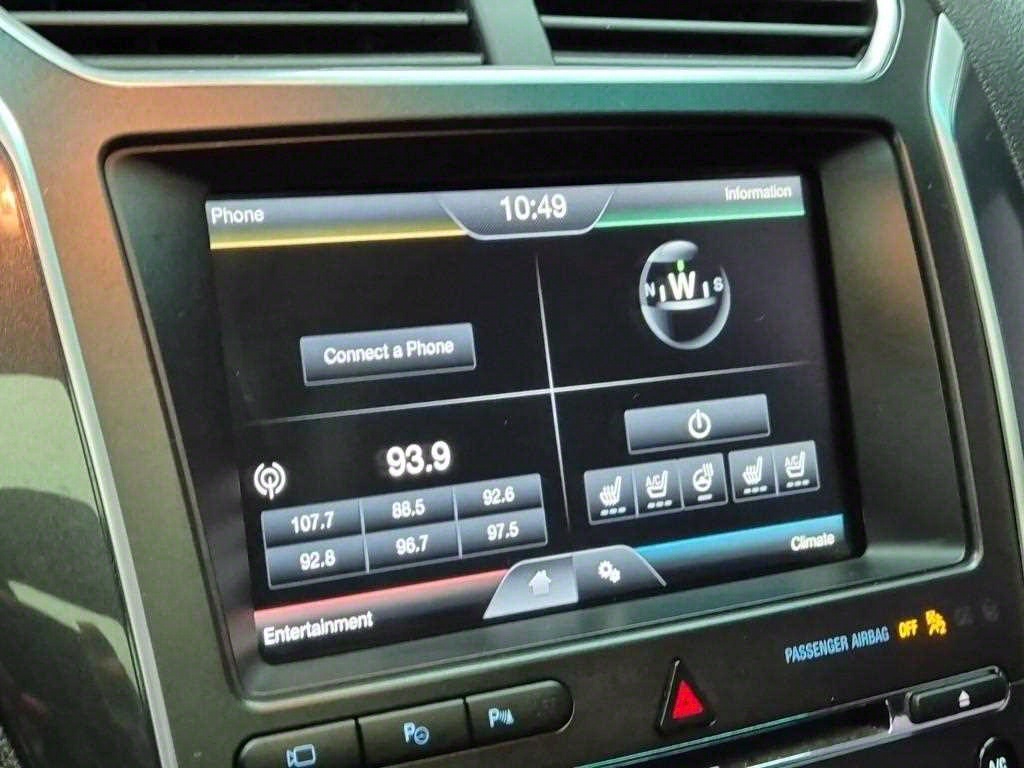 Phone
10:49
Information
N W S
Connect a Phone
93.9
107.7 88.5 92.6
92.8 96.7 97.5
A/C A/C
Climate
Entertainment
PASSENGER AIRBAG OFF
P P
A/C